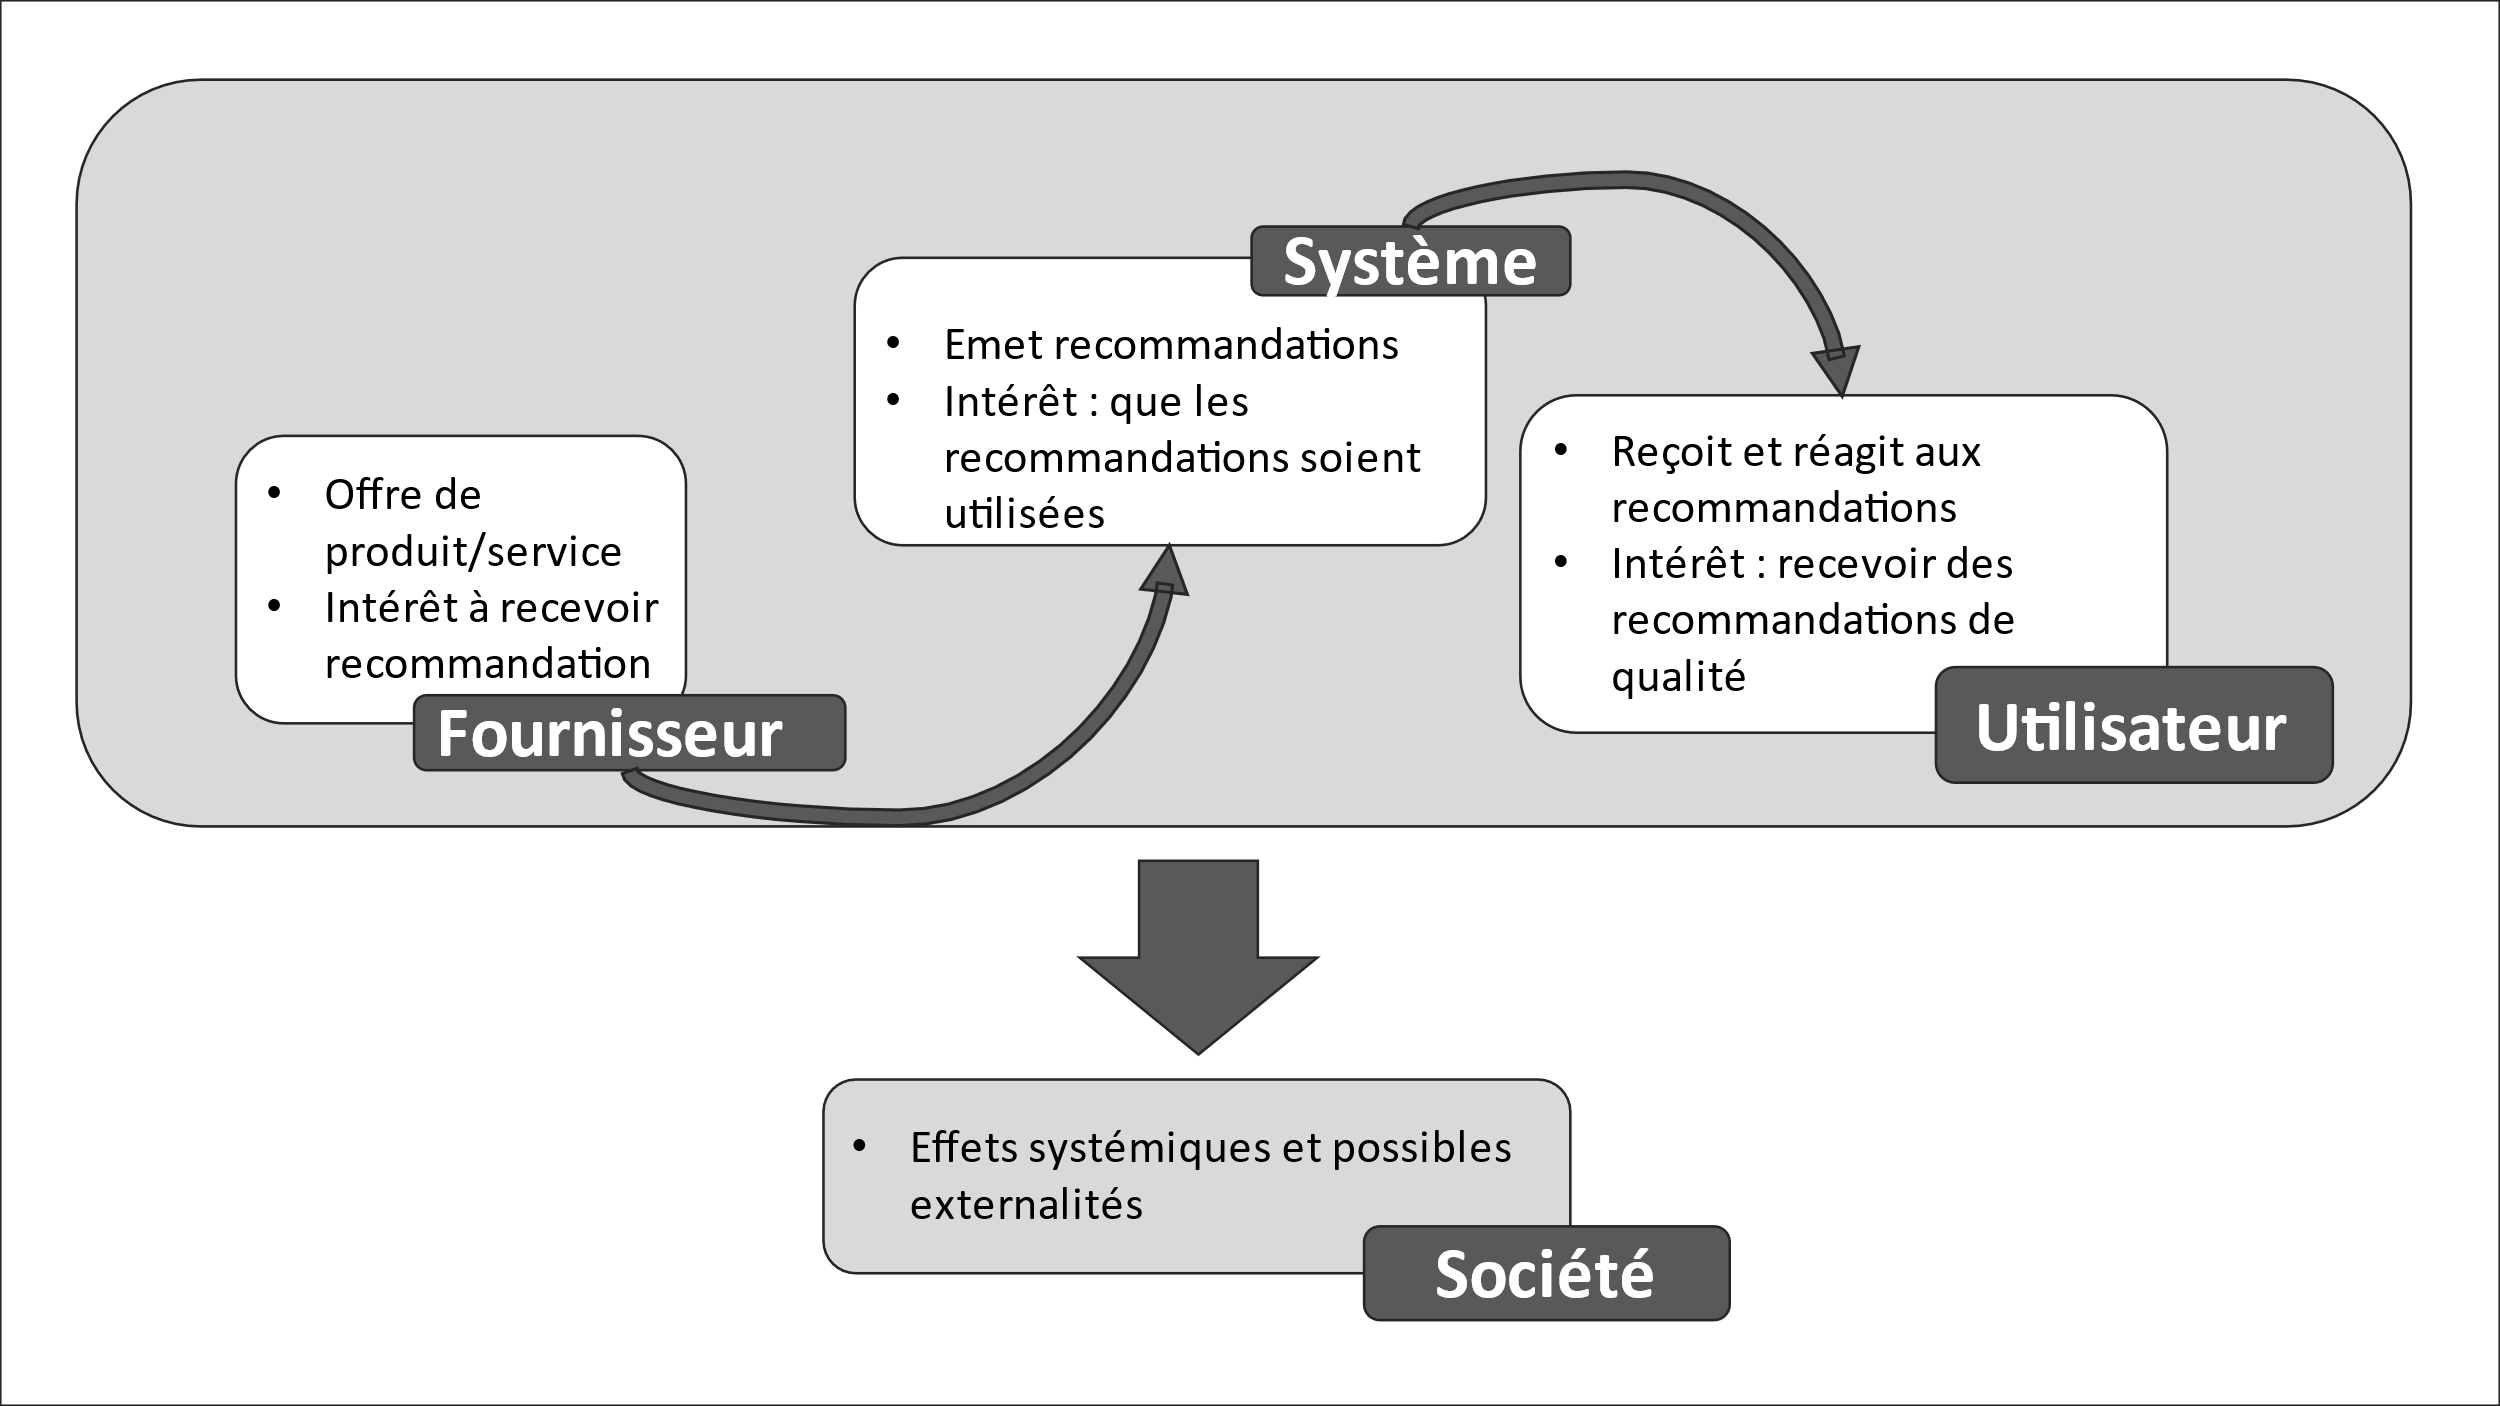 Système
• Emet recommandations
• Intérêt : que les
recommandations soient
utilisées
• Offre de
produit/service
• Intérêt à recevoir
recommandation
Fournisseur
• Reçoit et réagit aux
recommandations
• Intérêt : recevoir des
recommandations de
qualité
Utilisateur
• Effets systémiques et possibles
externalités
Société